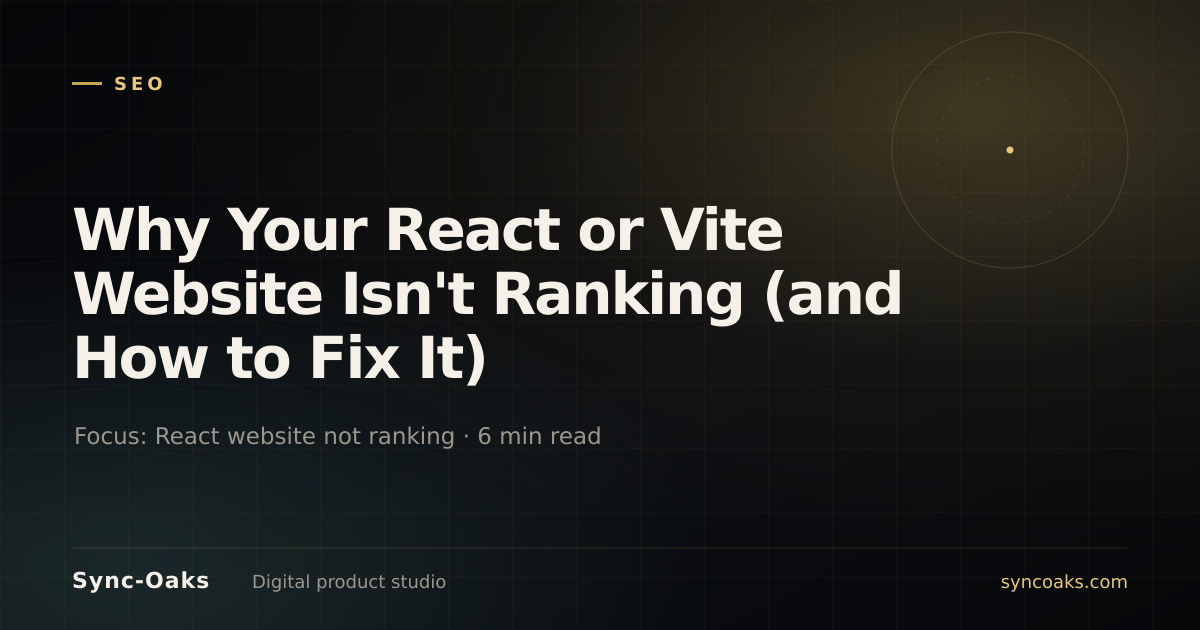 SEO
Why Your React or Vite
Website Isn't Ranking (and
How to Fix It)
Focus: React website not ranking · 6 min read
Sync-Oaks Digital product studio syncoaks.com